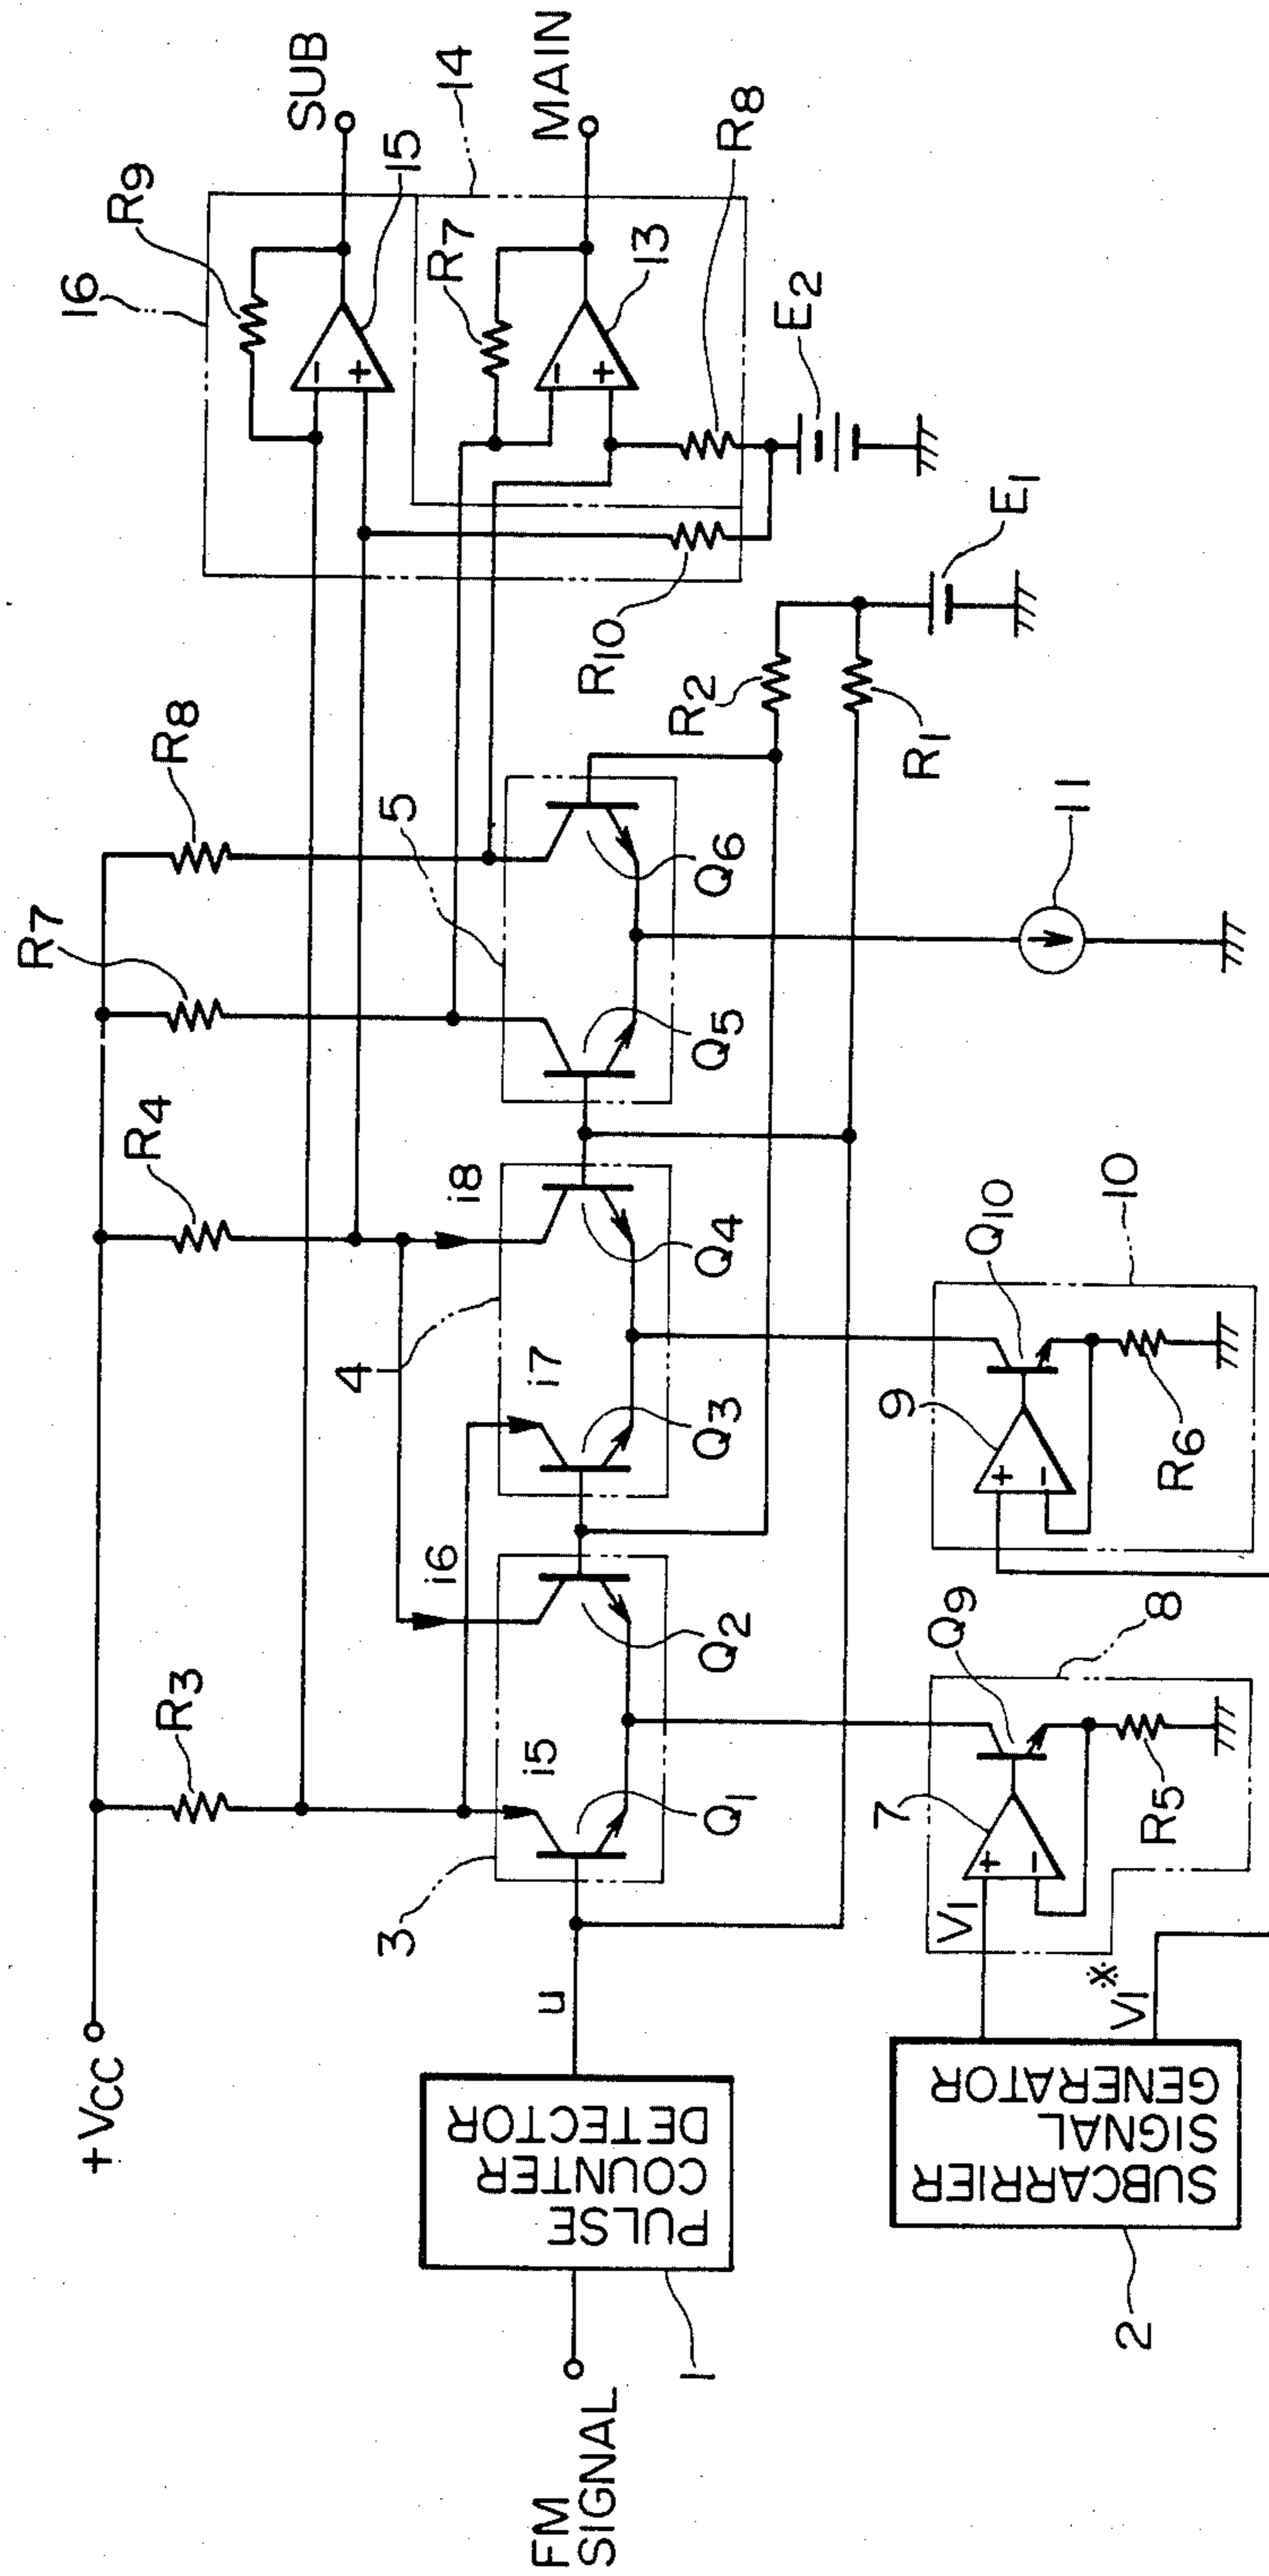 +VCC
R3
R4
R7
R8
16
R9
SUB
15
14
R7
MAIN
13
R8
E2
R10
E1
R2
R1
3
i5
i6
4
i7
i8
5
Q1
Q2
Q3
Q4
Q5
Q6
FM
SIGNAL
1
PULSE
COUNTER
DETECTOR
u
2
SUBCARRIER
SIGNAL
GENERATOR
V1
V1*
7
Q9
8
R5
9
Q10
10
R6
11
+
−
+
−
−
+
−
+